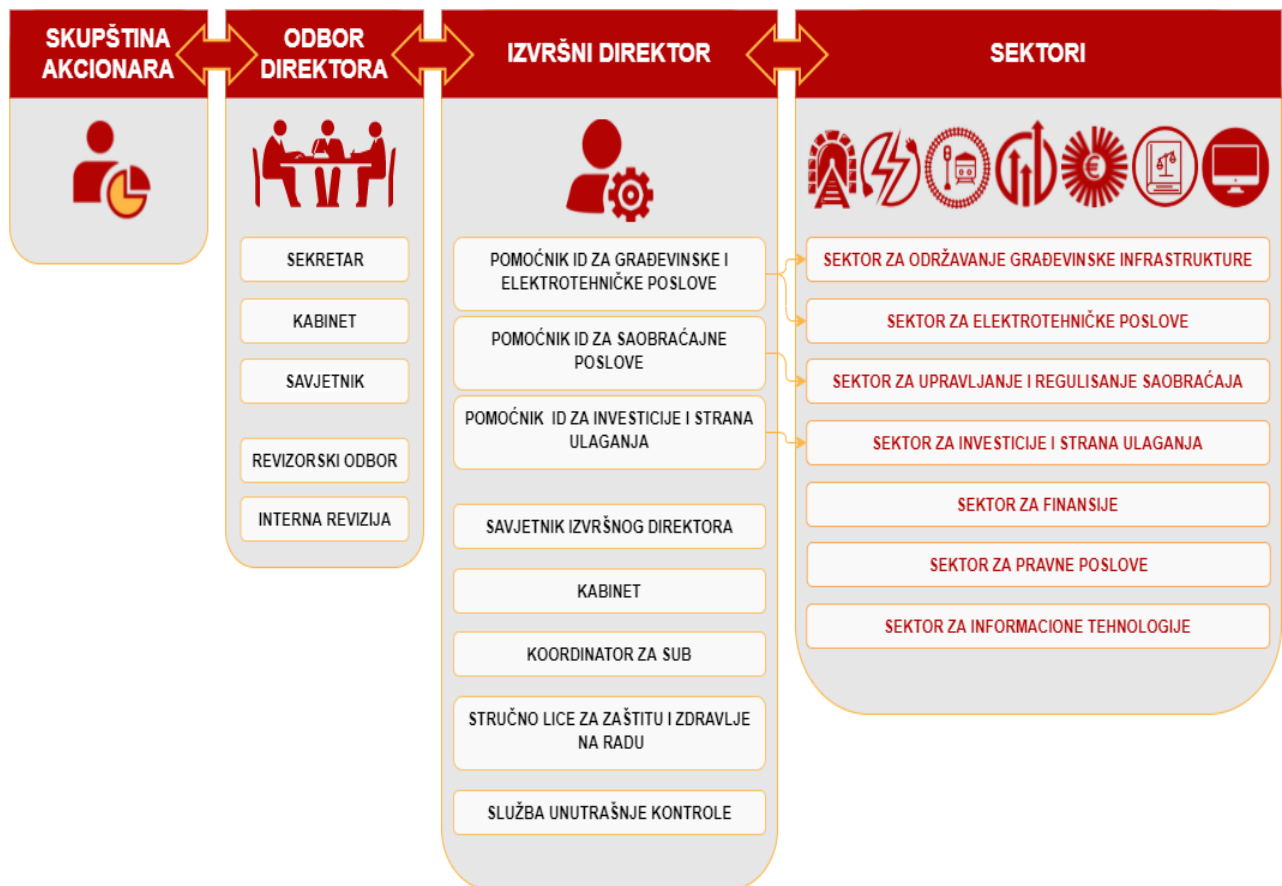 SKUPŠTINA
AKCIONARA
ODBOR
DIREKTORA
SEKRETAR
KABINET
SAVJETNIK
REVIZORSKI ODBOR
INTERNA REVIZIJA
IZVRŠNI DIREKTOR
POMOĆNIK ID ZA GRAĐEVINSKE I
ELEKTROTEHNIČKE POSLOVE
POMOĆNIK ID ZA SAOBRAĆAJNE
POSLOVE
POMOĆNIK ID ZA INVESTICIJE I STRANA
ULAGANJA
SAVJETNIK IZVRŠNOG DIREKTORA
KABINET
KOORDINATOR ZA SUB
STRUČNO LICE ZA ZAŠTITU I ZDRAVLJE
NA RADU
SLUŽBA UNUTRAŠNJE KONTROLE
SEKTORI
€
SEKTOR ZA ODRŽAVANJE GRAĐEVINSKE INFRASTRUKTURE
SEKTOR ZA ELEKTROTEHNIČKE POSLOVE
SEKTOR ZA UPRAVLJANJE I REGULISANJE SAOBRAĆAJA
SEKTOR ZA INVESTICIJE I STRANA ULAGANJA
SEKTOR ZA FINANSIJE
SEKTOR ZA PRAVNE POSLOVE
SEKTOR ZA INFORMACIONE TEHNOLOGIJE